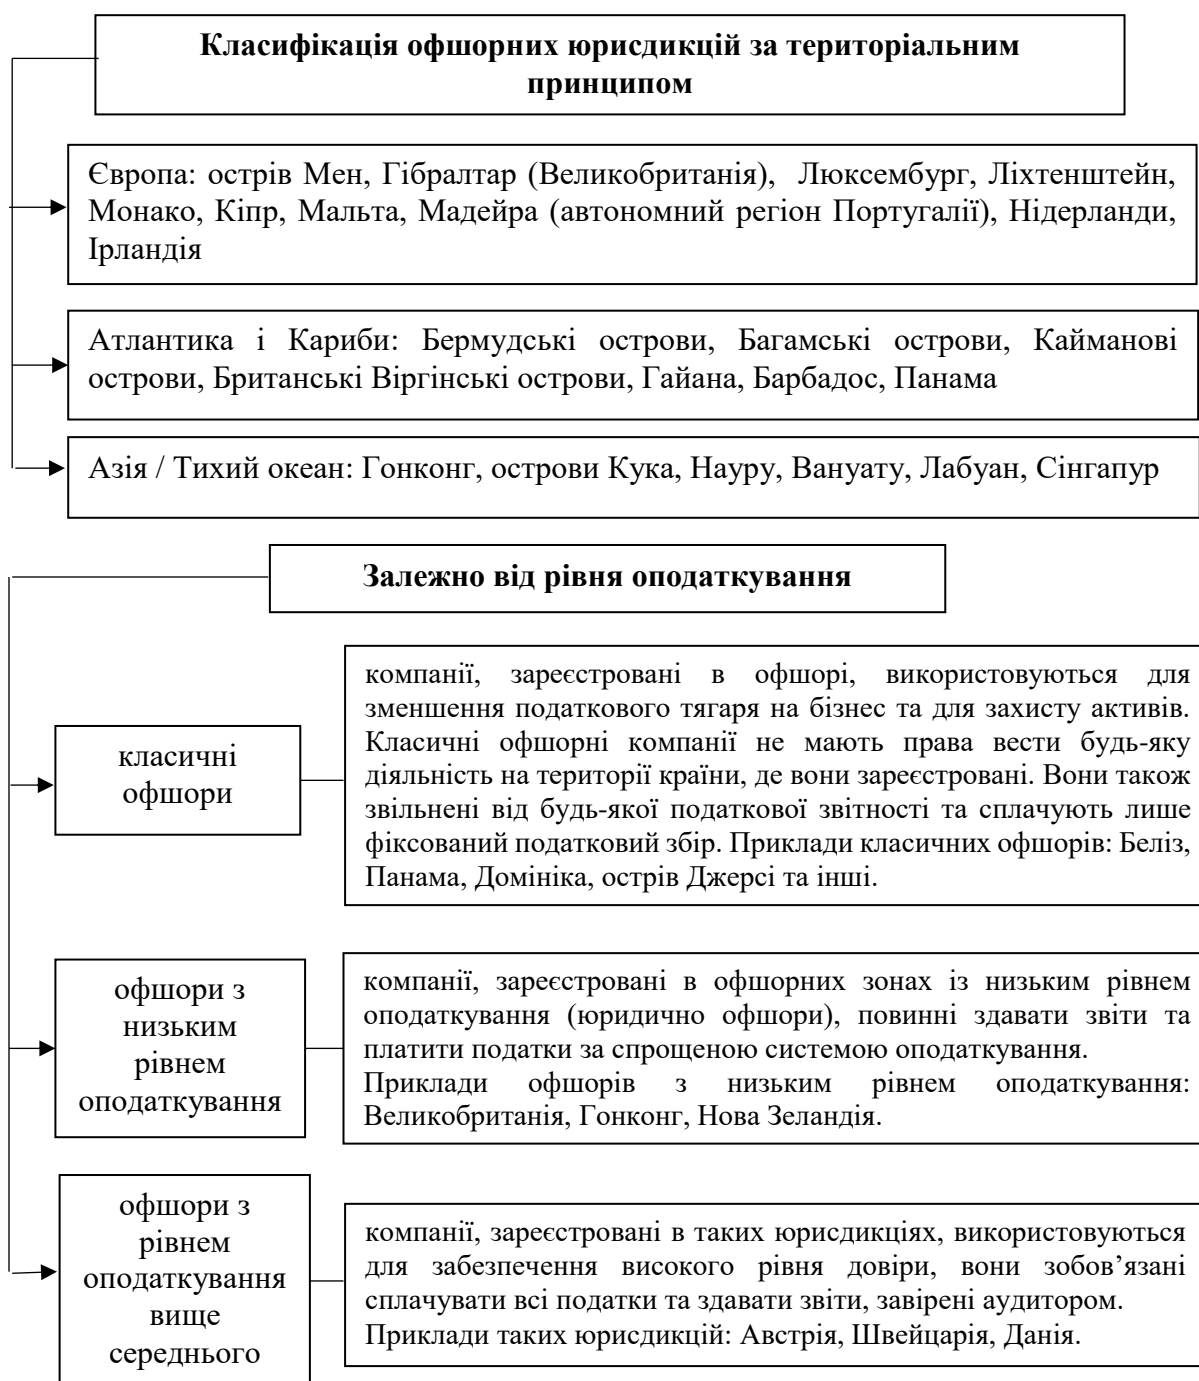 Класифікація офшорних юрисдикцій за територіальним
принципом
Європа: острів Мен, Гібралтар (Великобританія), Люксембург, Ліхтенштейн,
Монако, Кіпр, Мальта, Мадейра (автономний регіон Португалії), Нідерланди,
Ірландія
Атлантика і Кариби: Бермудські острови, Багамські острови, Кайманові
острови, Британські Віргінські острови, Гайана, Барбадос, Панама
Азія / Тихий океан: Гонконг, острови Кука, Науру, Вануату, Лабуан, Сінгапур
Залежно від рівня оподаткування
класичні
офшори
компанії, зареєстровані в офшорі, використовуються для
зменшення податкового тягаря на бізнес та для захисту активів.
Класичні офшорні компанії не мають права вести будь-яку
діяльність на території країни, де вони зареєстровані. Вони також
звільнені від будь-якої податкової звітності та сплачують лише
фіксований податковий збір. Приклади класичних офшорів: Беліз,
Панама, Домініка, острів Джерсі та інші.
офшори з
низьким
рівнем
оподаткування
компанії, зареєстровані в офшорних зонах із низьким рівнем
оподаткування (юридично офшори), повинні здавати звіти та
платити податки за спрощеною системою оподаткування.
Приклади офшорів з низьким рівнем оподаткування:
Великобританія, Гонконг, Нова Зеландія.
офшори з
рівнем
оподаткування
вище
середнього
компанії, зареєстровані в таких юрисдикціях, використовуються
для забезпечення високого рівня довіри, вони зобов’язані
сплачувати всі податки та здавати звіти, завірені аудитором.
Приклади таких юрисдикцій: Австрія, Швейцарія, Данія.